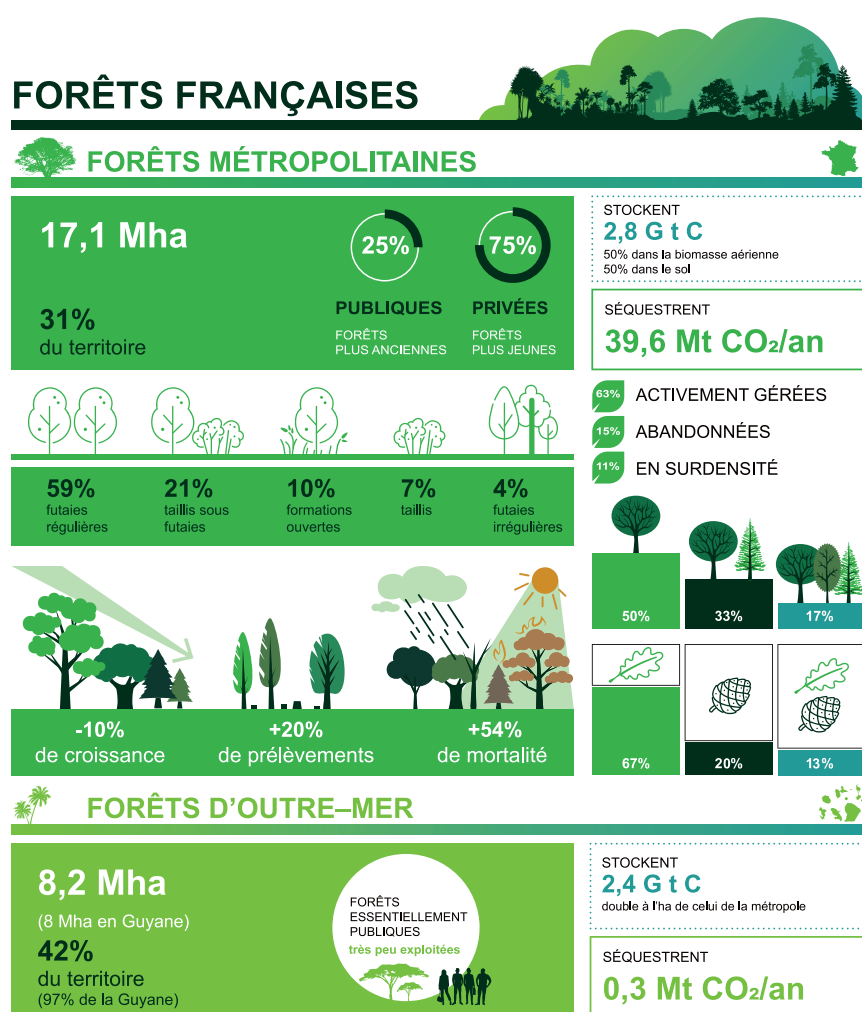 FORÊTS FRANÇAISES
FORÊTS MÉTROPOLITAINES
17,1 Mha
31%
du territoire
25%
PUBLIQUES
FORÊTS
PLUS ANCIENNES
75%
PRIVÉES
FORÊTS
PLUS JEUNES
STOCKENT
2,8 G t C
50% dans la biomasse aérienne
50% dans le sol
SÉQUESTRENT
39,6 Mt CO₂/an
63% ACTIVEMENT GÉRÉES
15% ABANDONNÉES
11% EN SURDENSITÉ
59%
futaies
régulières
21%
taillis sous
futaies
10%
formations
ouvertes
7%
taillis
4%
futaies
irrégulières
50%
33%
17%
-10%
de croissance
+20%
de prélèvements
+54%
de mortalité
67%
20%
13%
FORÊTS D'OUTRE–MER
8,2 Mha
(8 Mha en Guyane)
42%
du territoire
(97% de la Guyane)
FORÊTS
ESSENTIELLEMENT
PUBLIQUES
très peu exploitées
STOCKENT
2,4 G t C
double à l'ha de celui de la métropole
SÉQUESTRENT
0,3 Mt CO₂/an